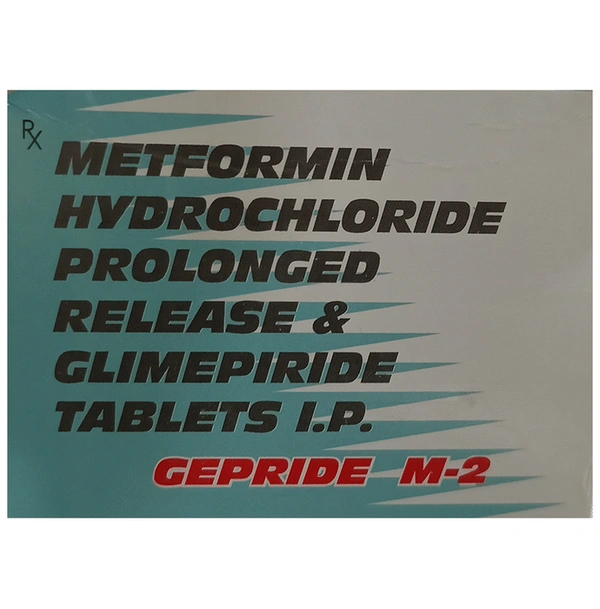 Rx
METFORMIN
HYDROCHLORIDE
PROLONGED
RELEASE &
GLIMEPIRIDE
TABLETS I.P.
GEPRIDE M-2